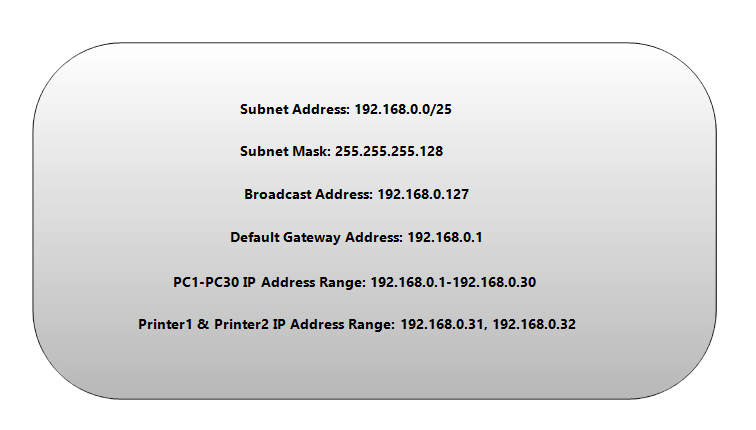 Subnet Address: 192.168.0.0/25
Subnet Mask: 255.255.255.128
Broadcast Address: 192.168.0.127
Default Gateway Address: 192.168.0.1
PC1-PC30 IP Address Range: 192.168.0.1-192.168.0.30
Printer1 & Printer2 IP Address Range: 192.168.0.31, 192.168.0.32